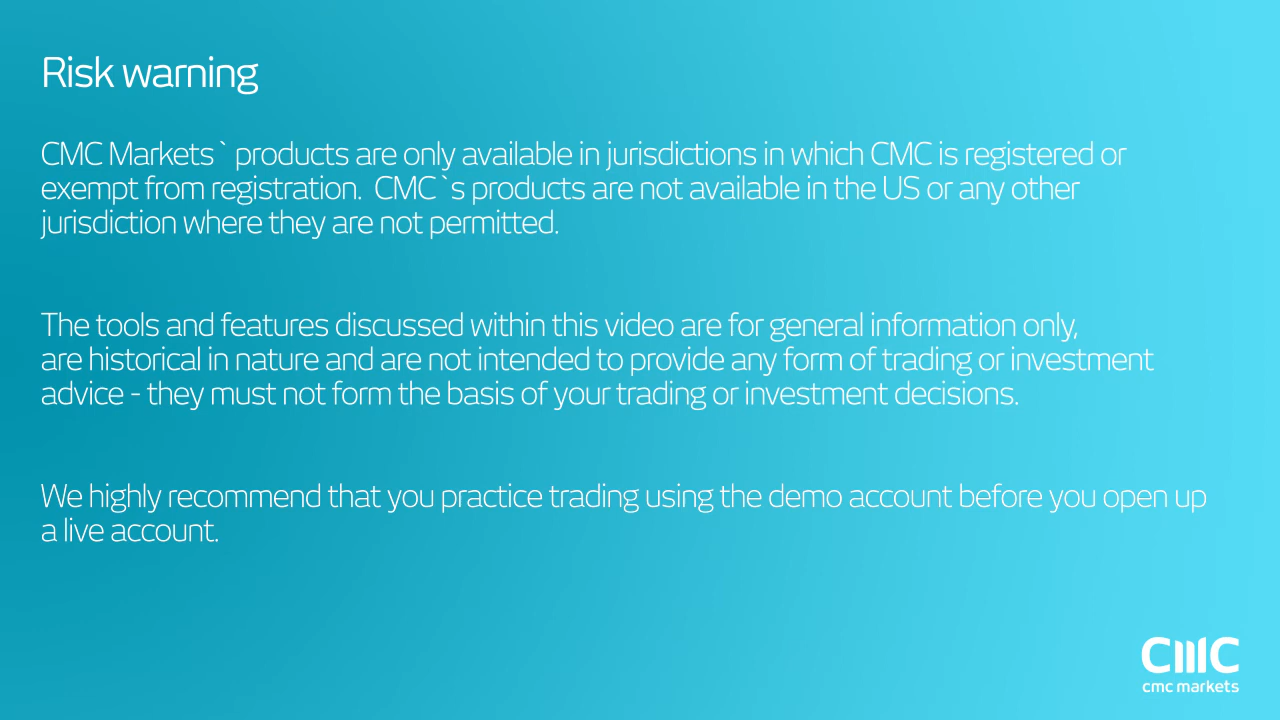 Risk warning
CMC Markets` products are only available in jurisdictions in which CMC is registered or
exempt from registration.  CMC`s products are not available in the US or any other
jurisdiction where they are not permitted.
The tools and features discussed within this video are for general information only,
are historical in nature and are not intended to provide any form of trading or investment
advice - they must not form the basis of your trading or investment decisions.
We highly recommend that you practice trading using the demo account before you open up
a live account.
CMC
cmc markets